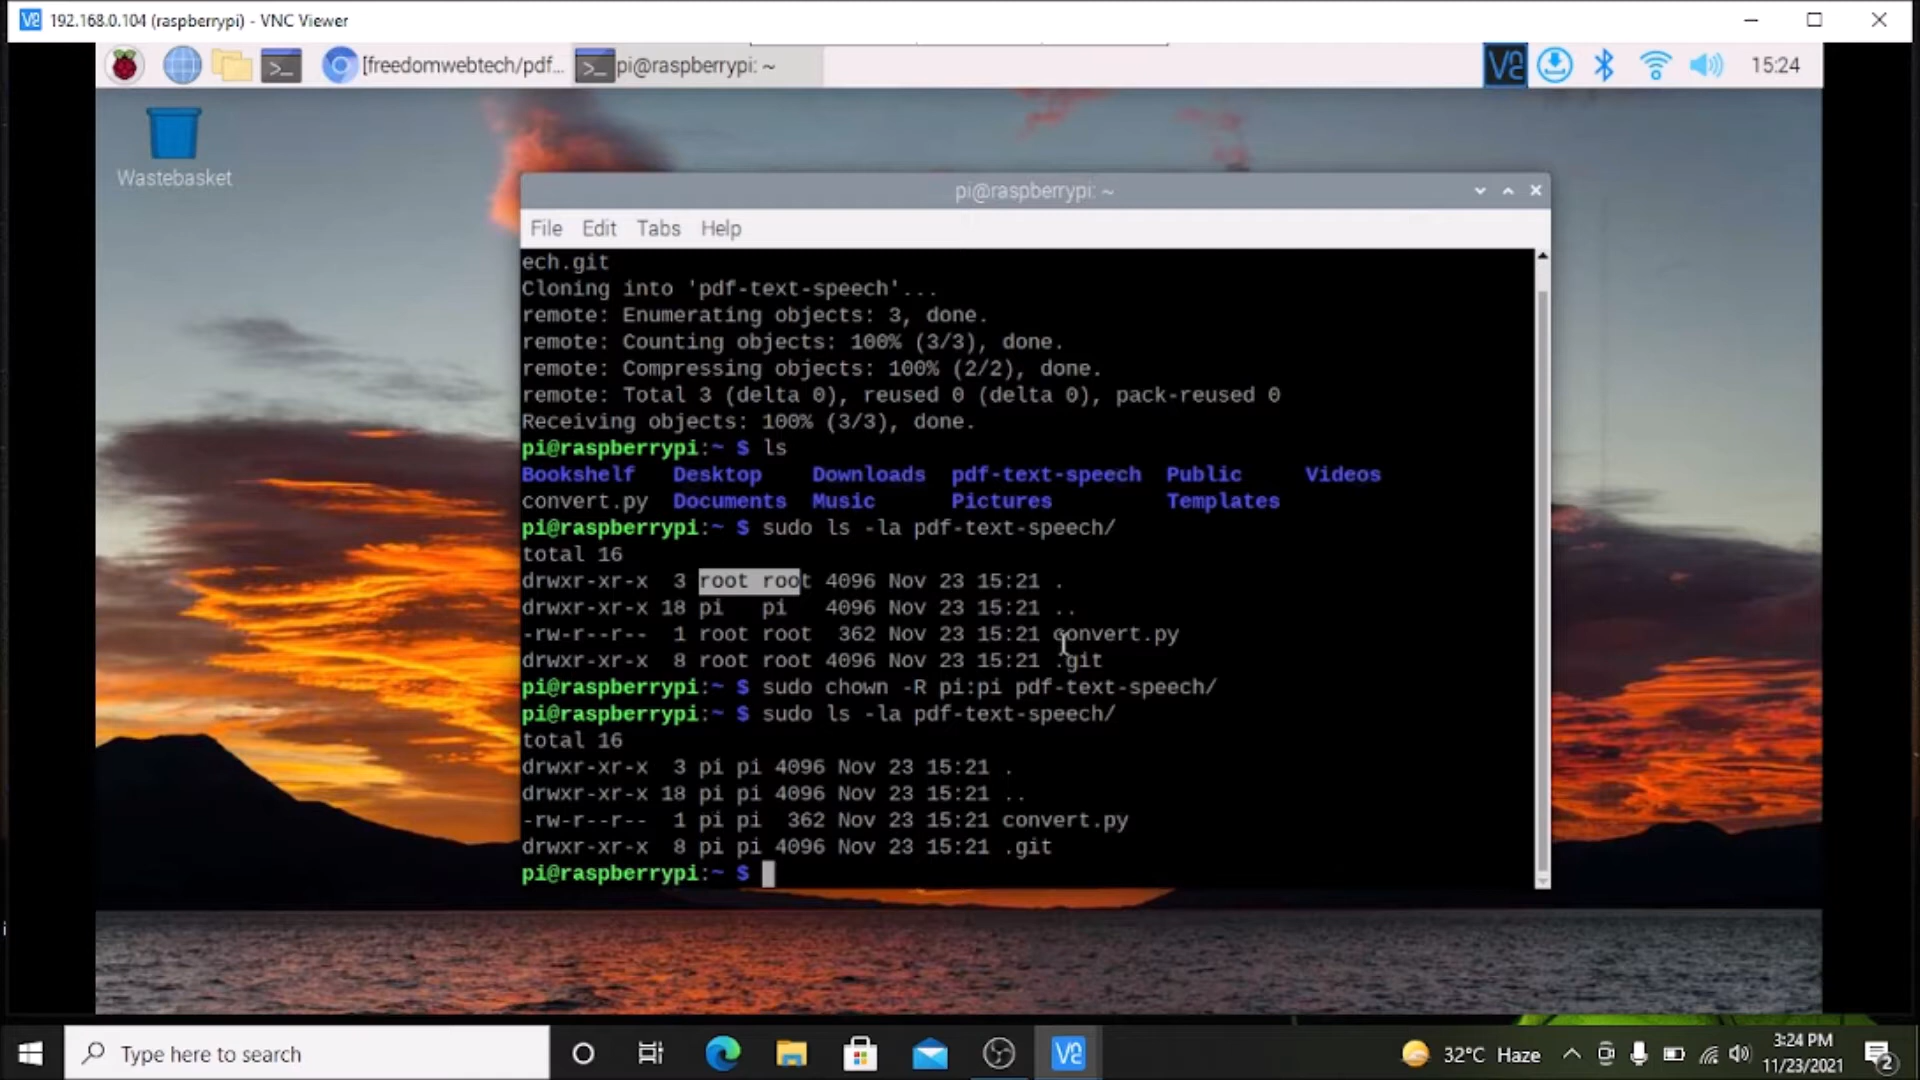 192.168.0.104 (raspberrypi) - VNC Viewer
[freedomwebtech/pdf... pi@raspberrypi: ~ 15:24
Wastebasket
pi@raspberrypi: ~
File Edit Tabs Help
ech.git
Cloning into 'pdf-text-speech'...
remote: Enumerating objects: 3, done.
remote: Counting objects: 100% (3/3), done.
remote: Compressing objects: 100% (2/2), done.
remote: Total 3 (delta 0), reused 0 (delta 0), pack-reused 0
Receiving objects: 100% (3/3), done.
pi@raspberrypi:~ $ ls
Bookshelf Desktop Downloads pdf-text-speech Public Videos
convert.py Documents Music Pictures Templates
pi@raspberrypi:~ $ sudo ls -la pdf-text-speech/
total 16
drwxr-xr-x 3 root root 4096 Nov 23 15:21 .
drwxr-xr-x 18 pi pi 4096 Nov 23 15:21 ..
-rw-r--r-- 1 root root 362 Nov 23 15:21 convert.py
drwxr-xr-x 8 root root 4096 Nov 23 15:21 .git
pi@raspberrypi:~ $ sudo chown -R pi:pi pdf-text-speech/
pi@raspberrypi:~ $ sudo ls -la pdf-text-speech/
total 16
drwxr-xr-x 3 pi pi 4096 Nov 23 15:21 .
drwxr-xr-x 18 pi pi 4096 Nov 23 15:21 ..
-rw-r--r-- 1 pi pi 362 Nov 23 15:21 convert.py
drwxr-xr-x 8 pi pi 4096 Nov 23 15:21 .git
pi@raspberrypi:~ $
Type here to search
32°C Haze
3:24 PM
11/23/2021
2